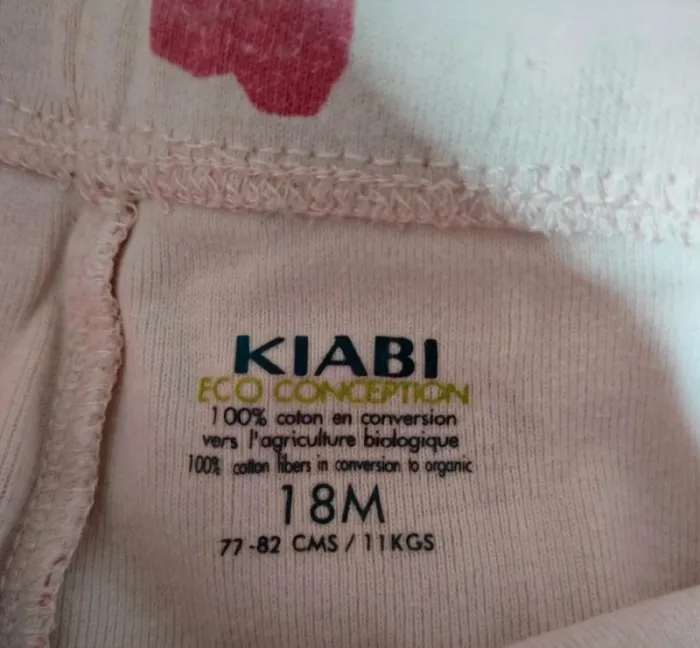 KIABI
ECO CONCEPTION
100% coton en conversion
vers l'agriculture biologique
100% cotton fibers in conversion to organic
18M
77-82 CMS / 11KGS